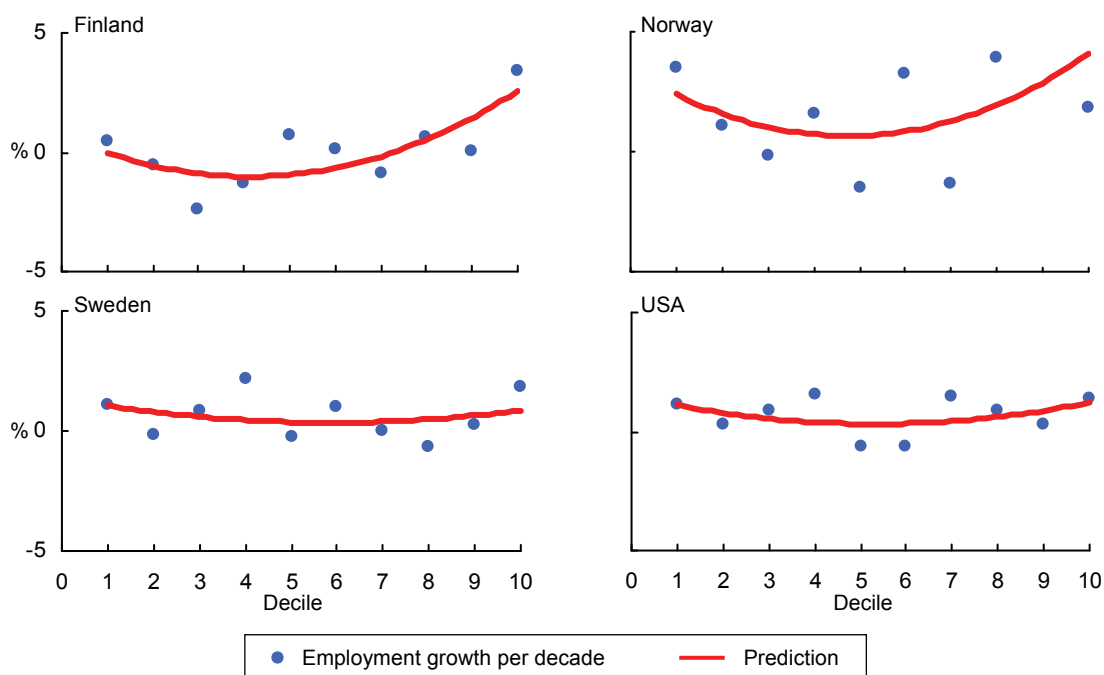 Finland
Norway
5
% 0
-5
Sweden
USA
5
% 0
-5
0 1 2 3 4 5 6 7 8 9 10
0 1 2 3 4 5 6 7 8 9 10
Decile
Decile
Employment growth per decade
Prediction